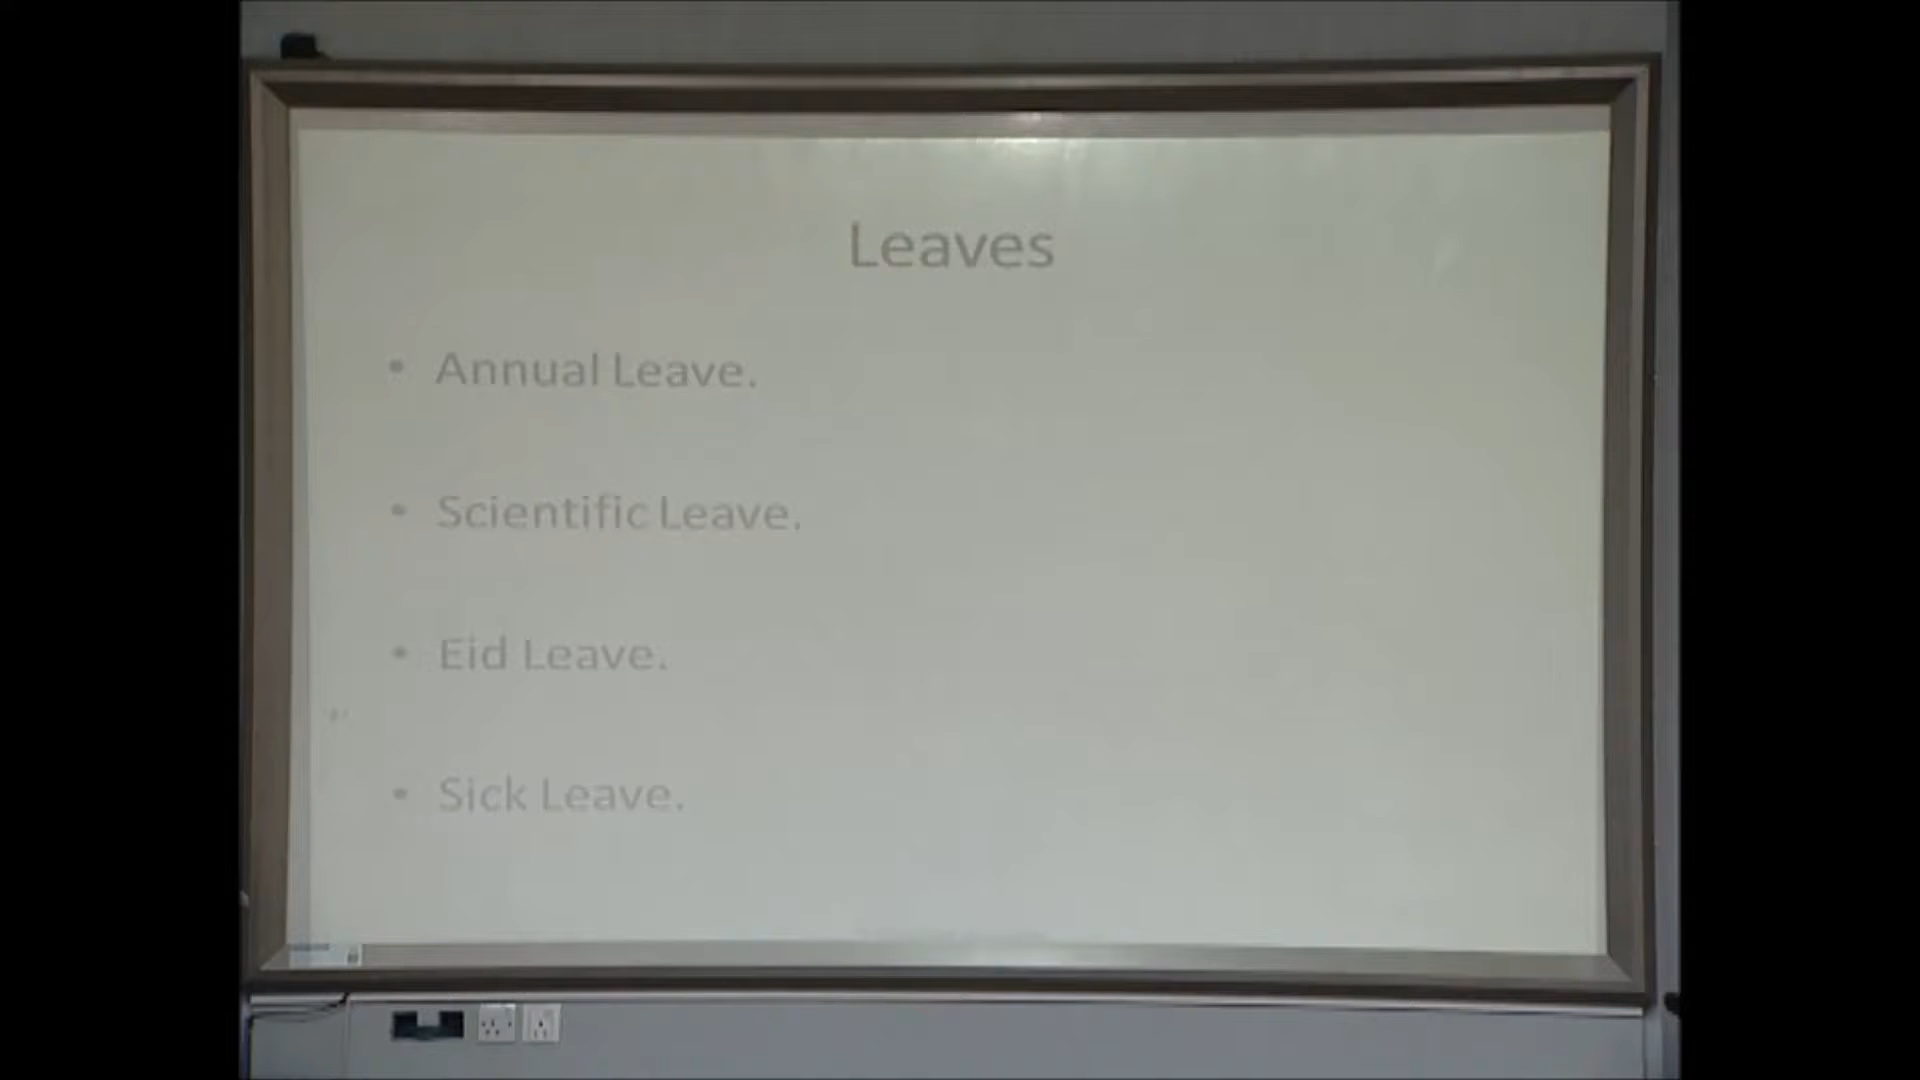 Leaves
• Annual Leave.
• Scientific Leave.
• Eid Leave.
• Sick Leave.